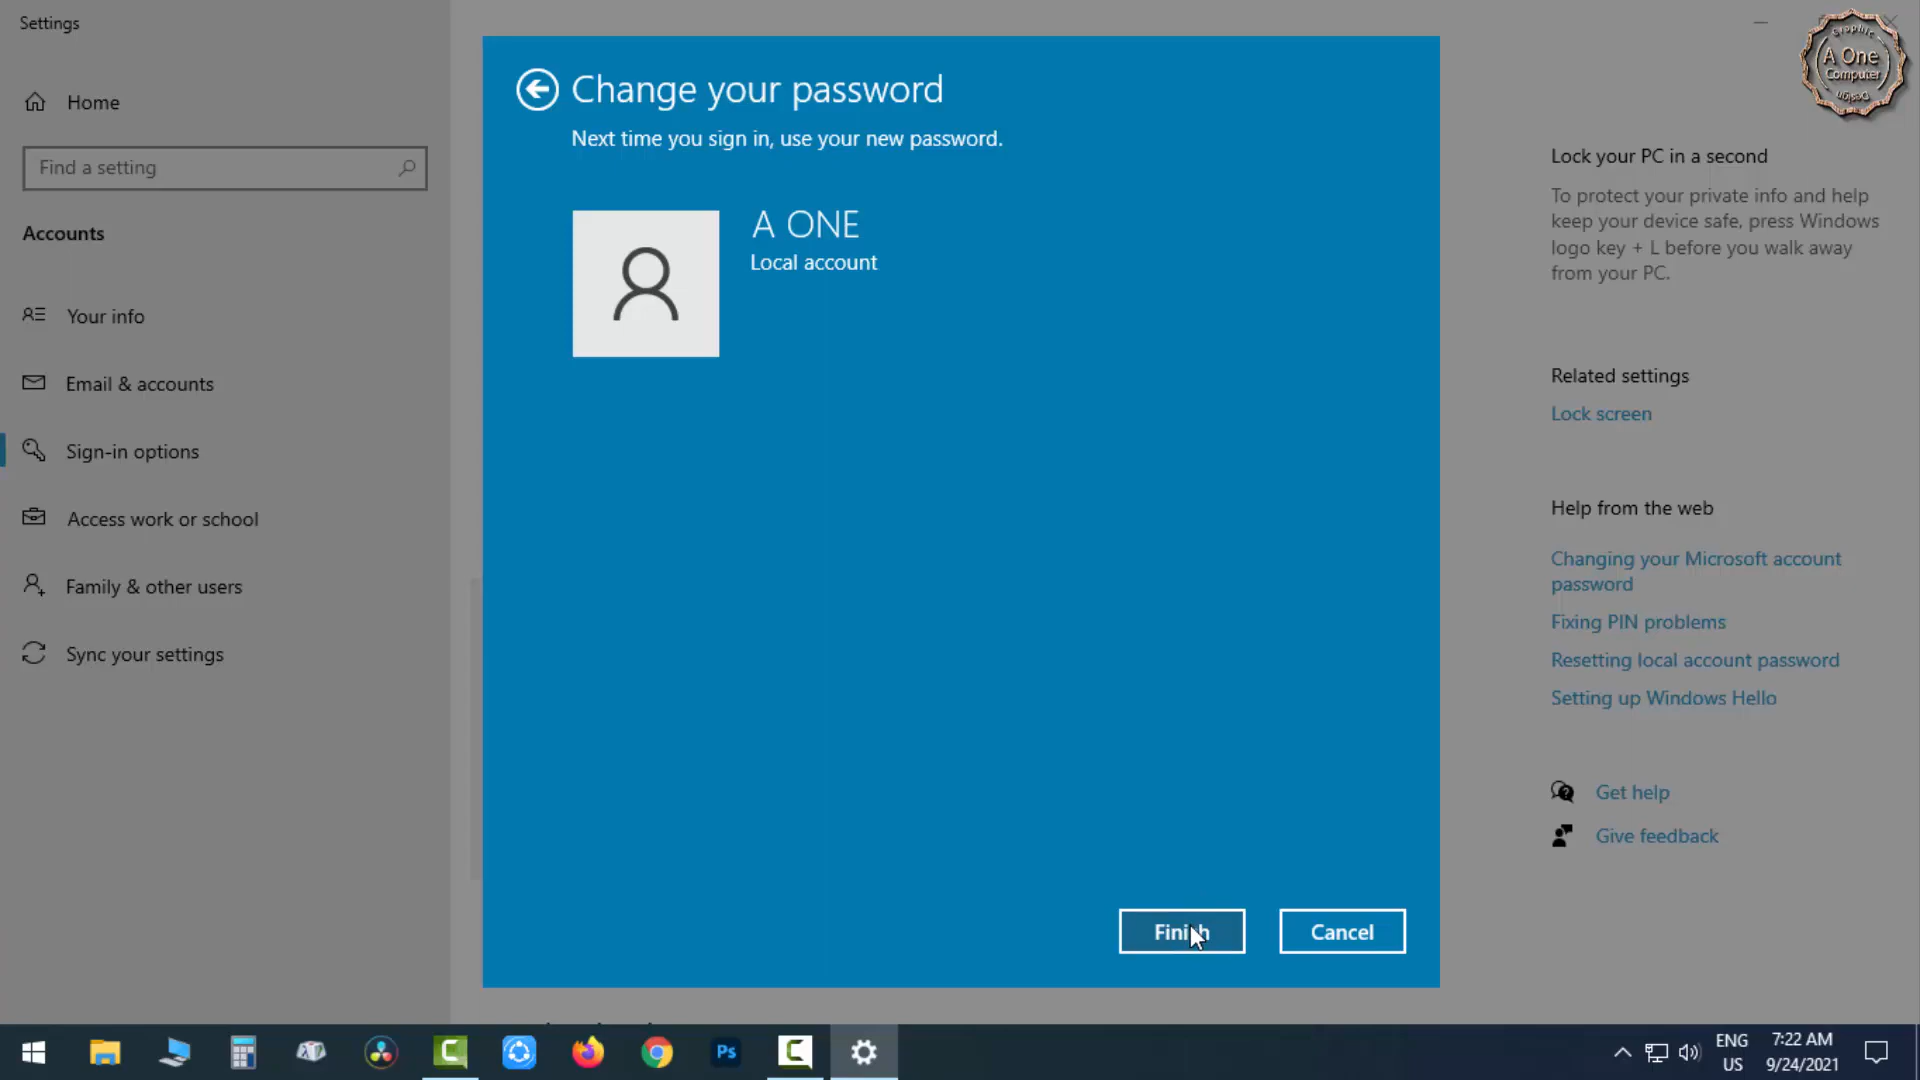 Settings
Home
Find a setting
Accounts
Your info
Email & accounts
Sign-in options
Access work or school
Family & other users
Sync your settings
Change your password
Next time you sign in, use your new password.
A ONE
Local account
Finish
Cancel
Graphic
A One
Computer
Design
Lock your PC in a second
To protect your private info and help
keep your device safe, press Windows
logo key + L before you walk away
from your PC.
Related settings
Lock screen
Help from the web
Changing your Microsoft account
password
Fixing PIN problems
Resetting local account password
Setting up Windows Hello
Get help
Give feedback
Ps
ENG
US
7:22 AM
9/24/2021